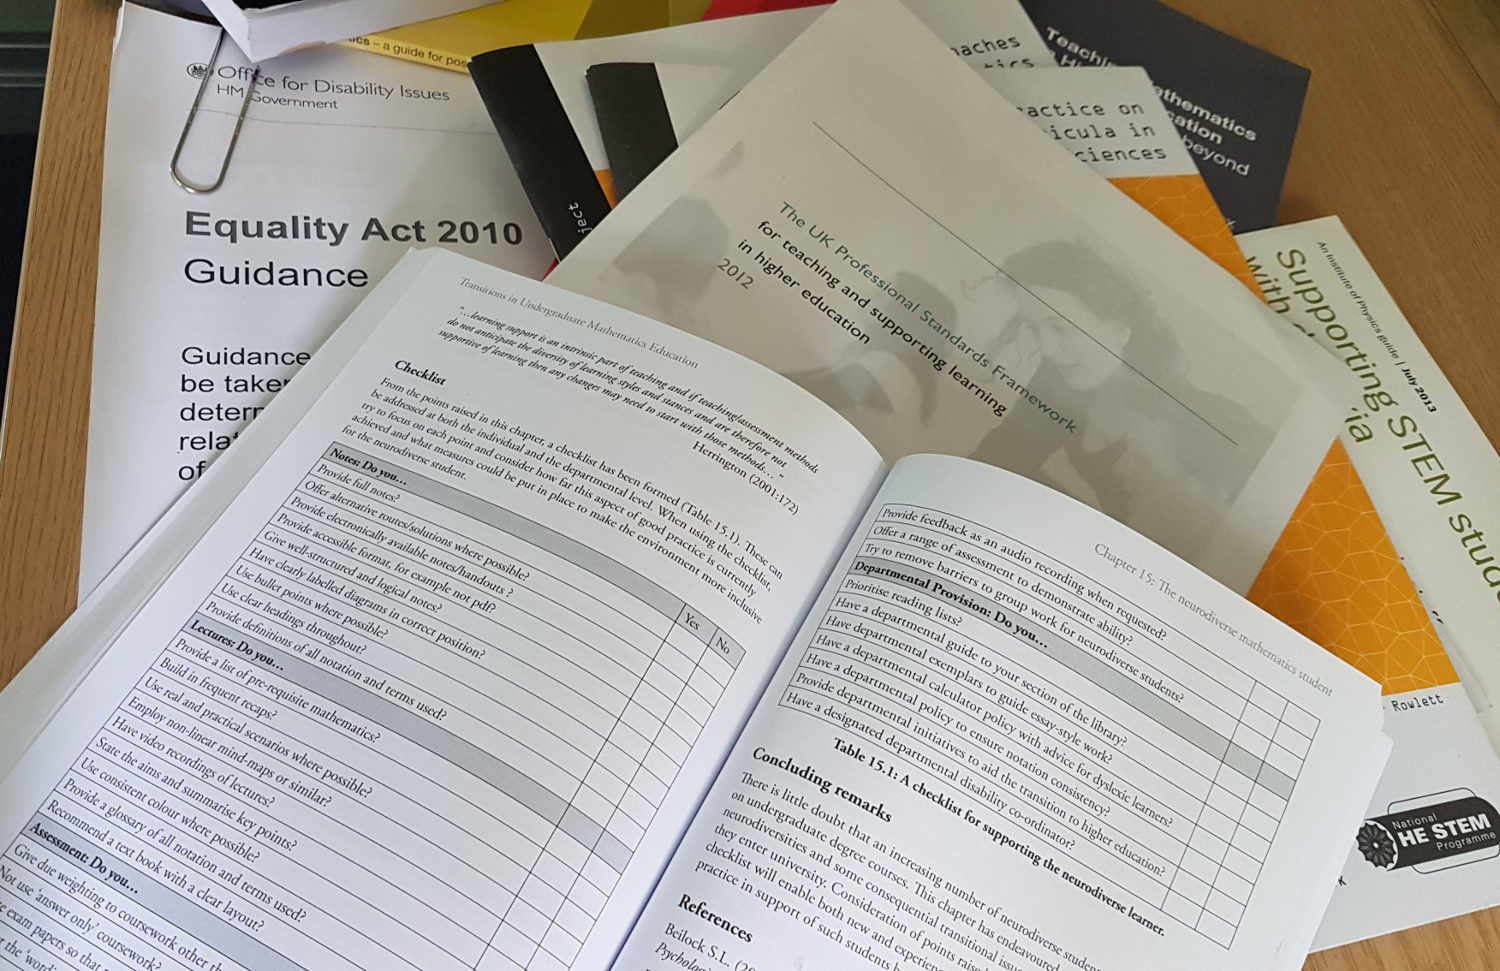 ics – a guide for pos
Office for Disability Issues
HM Government
Equality Act 2010
Guidance
Guidance
be taken
deterr
relat
of
ject
aches
ctics
actice on
icula in
ciences
Teachi
Hi
athematics
cation
beyond
The UK Professional Standards Framework
for teaching and supporting learning
in higher education
2012
An Institute of Physics guide | July 2013
Supporting STEM stud
with
ia
Rowlett
National
HE STEM
Programme
Transitions in Undergraduate Mathematics Education
“…learning support is an intrinsic part of teaching and if teaching/assessment methods
do not anticipate the diversity of learning styles and stances and are therefore not
supportive of learning then any changes may need to start with those methods… ”
Herrington (2001:172)
Checklist
From the points raised in this chapter, a checklist has been formed (Table 15.1). These can
be addressed at both the individual and the departmental level. When using the checklist,
try to focus on each point and consider how far this aspect of good practice is currently
achieved and what measures could be put in place to make the environment more inclusive
for the neurodiverse student.
Notes: Do you… Yes No
Provide full notes?
Offer alternative routes/solutions where possible?
Provide electronically available notes/handouts ?
Provide accessible format, for example not pdf?
Give well-structured and logical notes?
Have clearly labelled diagrams in correct position?
Use bullet points where possible?
Use clear headings throughout?
Provide definitions of all notation and terms used?
Lectures: Do you…
Provide a list of pre-requisite mathematics?
Build in frequent recaps?
Use real and practical scenarios where possible?
Employ non-linear mind-maps or similar?
Have video recordings of lectures?
State the aims and summarise key points?
Use consistent colour where possible?
Provide a glossary of all notation and terms used?
Recommend a text book with a clear layout?
Assessment: Do you…
Give due weighting to coursework other th
Not use ‘answer only’ coursework?
exam papers so that
the ‘wordi
Chapter 15: The neurodiverse mathematics student
Provide feedback as an audio recording when requested?
Offer a range of assessment to demonstrate ability?
Try to remove barriers to group work for neurodiverse students?
Departmental Provision: Do you…
Prioritise reading lists?
Have a departmental guide to your section of the library?
Have departmental exemplars to guide essay-style work?
Have a departmental calculator policy with advice for dyslexic learners?
Have a departmental policy to ensure notation consistency?
Provide departmental initiatives to aid the transition to higher education?
Have a designated departmental disability co-ordinator?
Table 15.1: A checklist for supporting the neurodiverse learner.
Concluding remarks
There is little doubt that an increasing number of neurodiverse studen
on undergraduate degree courses. This chapter has endeavoured
neurodiversities and some consequential transitional issu
they enter university. Consideration of points raise
checklist will enable both new and experien
practice in support of such students
References
Beilock S.L. (20
Psycholo